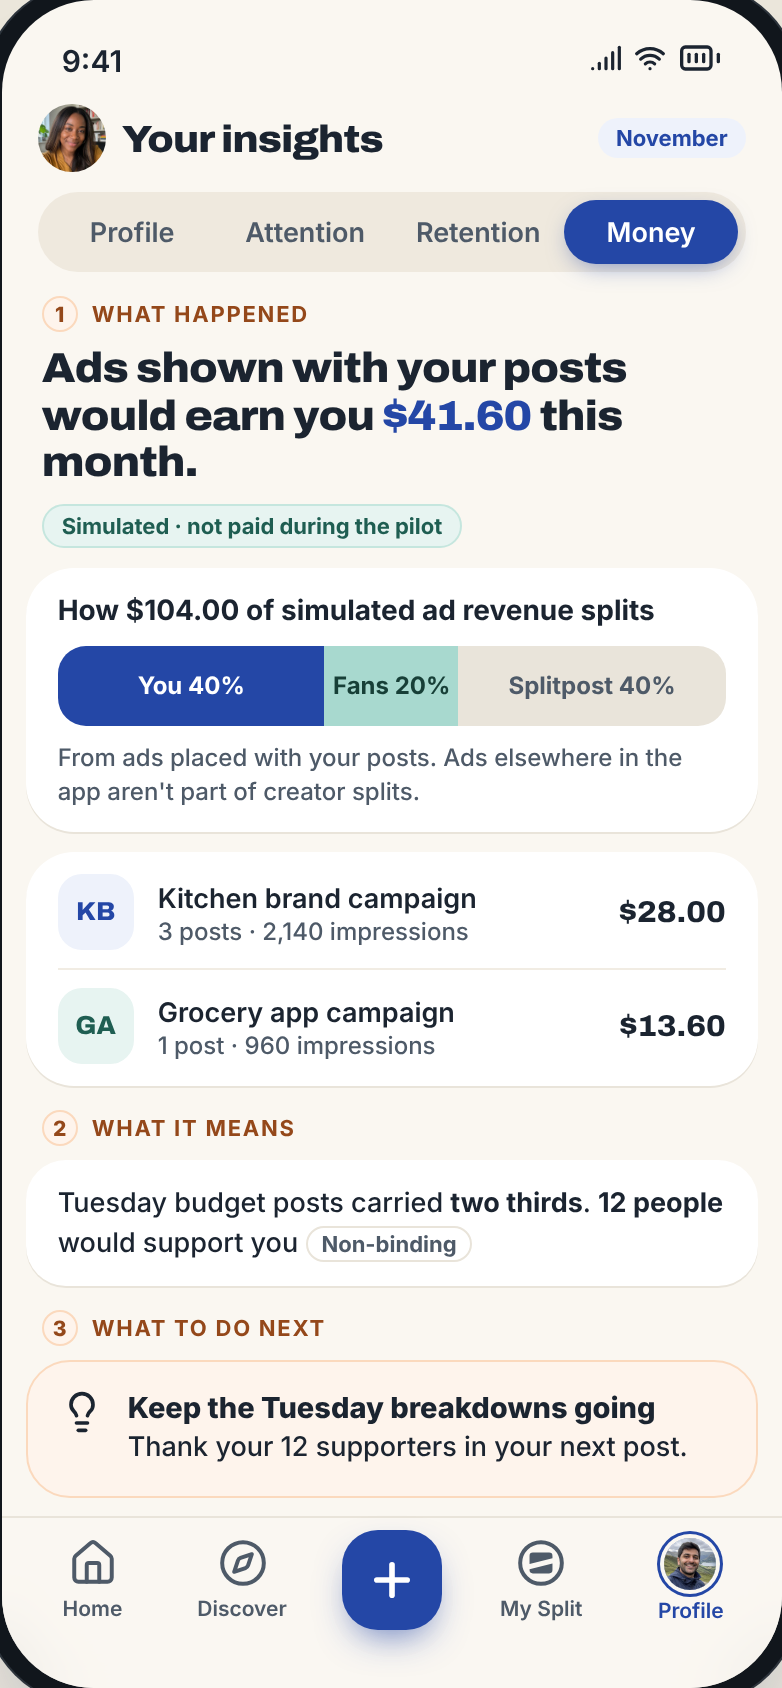 9:41
Your insights
November
Profile
Attention
Retention
Money
1 WHAT HAPPENED
Ads shown with your posts
would earn you $41.60 this
month.
Simulated · not paid during the pilot
How $104.00 of simulated ad revenue splits
You 40%
Fans 20%
Splitpost 40%
From ads placed with your posts. Ads elsewhere in the
app aren't part of creator splits.
KB
Kitchen brand campaign
3 posts · 2,140 impressions
$28.00
GA
Grocery app campaign
1 post · 960 impressions
$13.60
2 WHAT IT MEANS
Tuesday budget posts carried two thirds. 12 people
would support you Non-binding
3 WHAT TO DO NEXT
Keep the Tuesday breakdowns going
Thank your 12 supporters in your next post.
Home
Discover
My Split
Profile